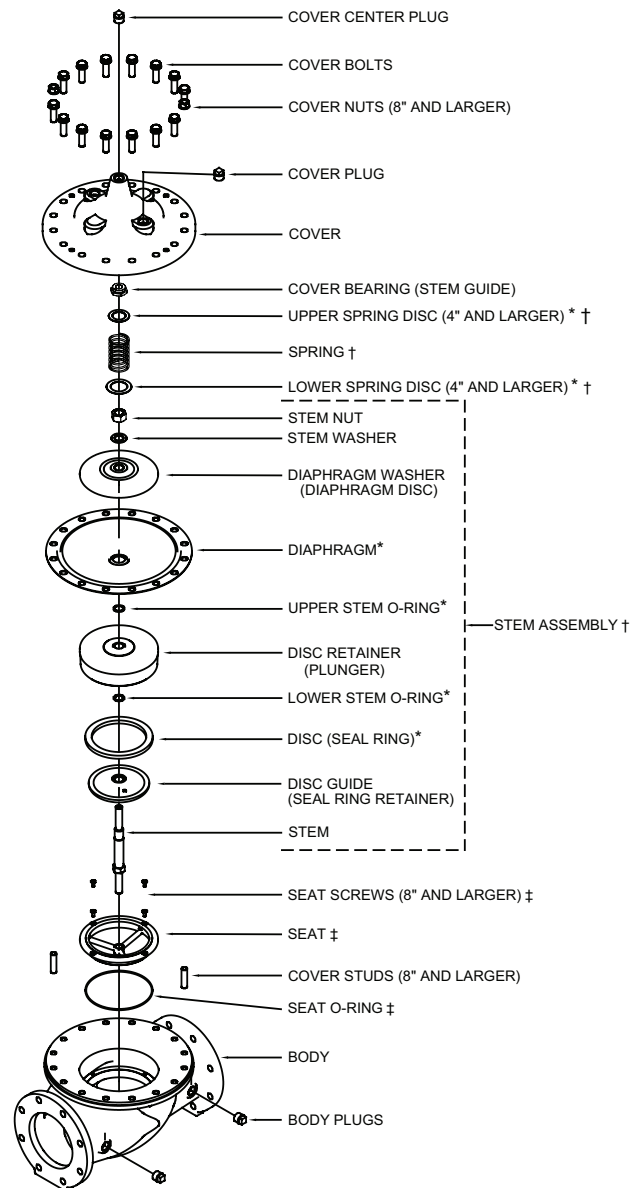 COVER CENTER PLUG
COVER BOLTS
COVER NUTS (8" AND LARGER)
COVER PLUG
COVER
COVER BEARING (STEM GUIDE)
UPPER SPRING DISC (4" AND LARGER) * †
SPRING †
LOWER SPRING DISC (4" AND LARGER) * †
STEM NUT
STEM WASHER
DIAPHRAGM WASHER
(DIAPHRAGM DISC)
DIAPHRAGM*
UPPER STEM O-RING*
STEM ASSEMBLY †
DISC RETAINER
(PLUNGER)
LOWER STEM O-RING*
DISC (SEAL RING)*
DISC GUIDE
(SEAL RING RETAINER)
STEM
SEAT SCREWS (8" AND LARGER) ‡
SEAT ‡
COVER STUDS (8" AND LARGER)
SEAT O-RING ‡
BODY
BODY PLUGS